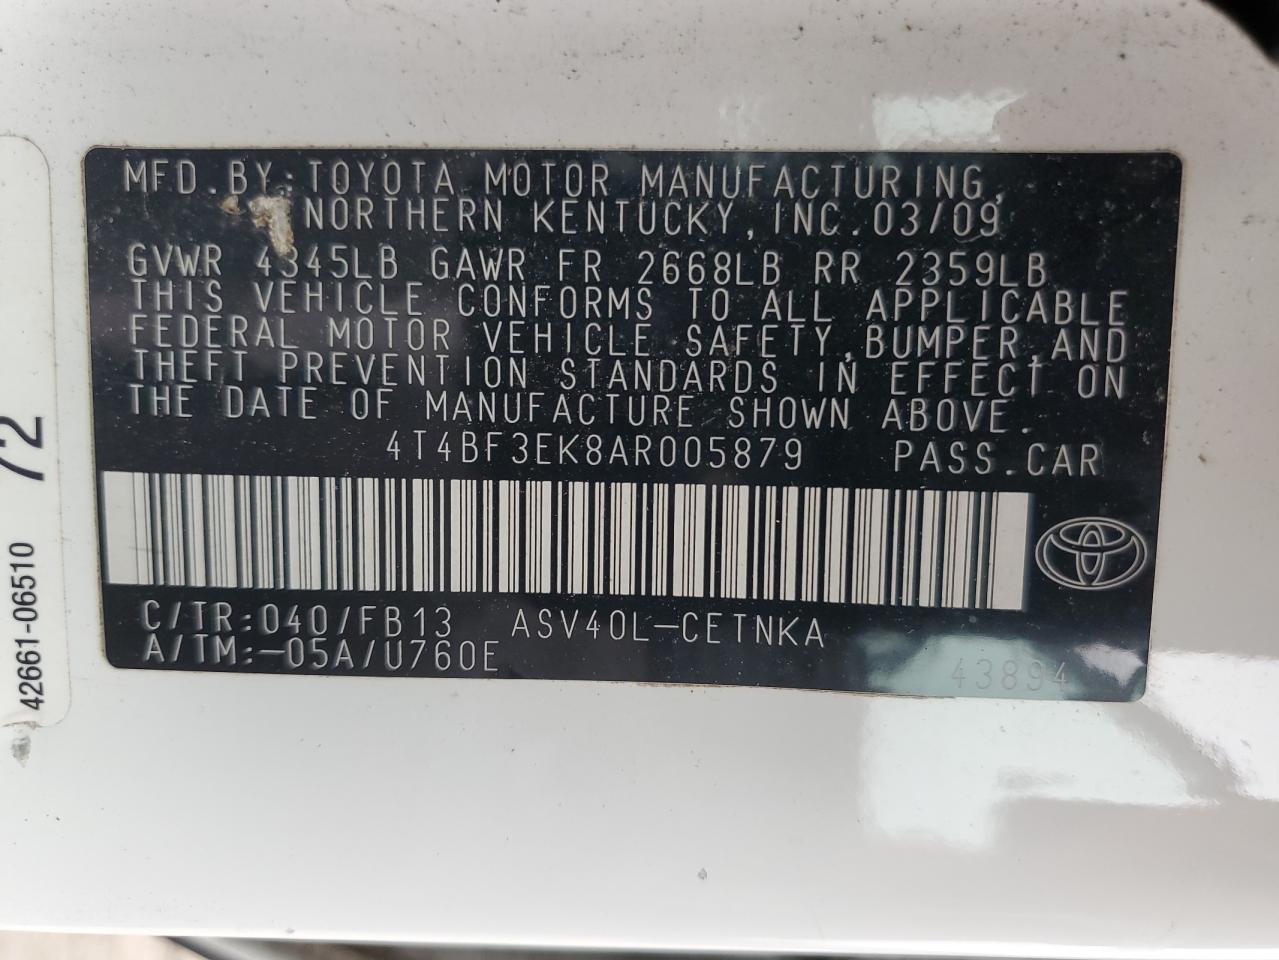 MFD.BY:TOYOTA MOTOR MANUFACTURING,
NORTHERN KENTUCKY,INC.03/09
GVWR 4345LB GAWR FR 2668LB RR 2359LB
THIS VEHICLE CONFORMS TO ALL APPLICABLE
FEDERAL MOTOR VEHICLE SAFETY,BUMPER,AND
THEFT PREVENTION STANDARDS IN EFFECT ON
THE DATE OF MANUFACTURE SHOWN ABOVE.
4T4BF3EK8AR005879 PASS.CAR
C/TR:040/FB13 ASV40L-CETNKA
A/TM:-05A/U760E
43894
42661-06510
72